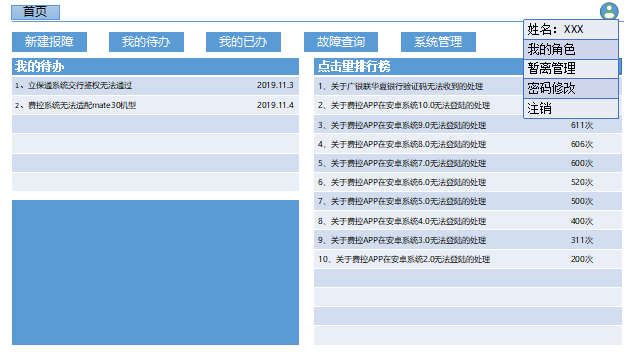 首页
姓名：XXX
我的角色
暂离管理
密码修改
注销
新建报障 我的待办 我的已办 故障查询 系统管理
我的待办
1、立保通系统交行鉴权无法通过 2019.11.3
2、费控系统无法适配mate30机型 2019.11.4
点击量排行榜
1、关于广银联华夏银行验证码无法收到的处理
2、关于费控APP在安卓系统10.0无法登陆的处理
3、关于费控APP在安卓系统9.0无法登陆的处理 611次
4、关于费控APP在安卓系统8.0无法登陆的处理 606次
5、关于费控APP在安卓系统7.0无法登陆的处理 600次
6、关于费控APP在安卓系统6.0无法登陆的处理 520次
7、关于费控APP在安卓系统5.0无法登陆的处理 500次
8、关于费控APP在安卓系统4.0无法登陆的处理 400次
9、关于费控APP在安卓系统3.0无法登陆的处理 311次
10、关于费控APP在安卓系统2.0无法登陆的处理 200次